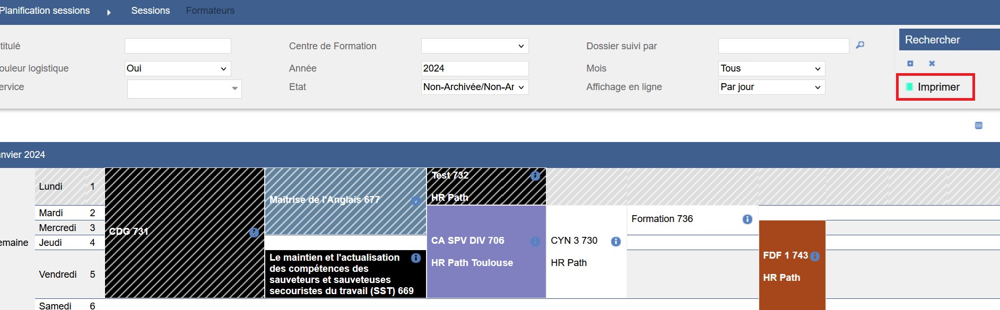 Planification sessions Sessions Formateurs
titulé Centre de Formation Dossier suivi par Rechercher
ouleur logistique Oui Année 2024 Mois Tous
ervice Etat Non-Archivée/Non-Ar Affichage en ligne Par jour Imprimer
nvier 2024
Lundi 1
Mardi 2
Mercredi 3
emaine Jeudi 4
Vendredi 5
Samedi 6
CDG 731
Maîtrise de l'Anglais 677
Le maintien et l'actualisation
des compétences des
sauveteurs et sauveteuses
secouristes du travail (SST) 669
Test 732
HR Path
CA SPV DIV 706
HR Path Toulouse
CYN 3 730
HR Path
Formation 736
FDF 1 743
HR Path